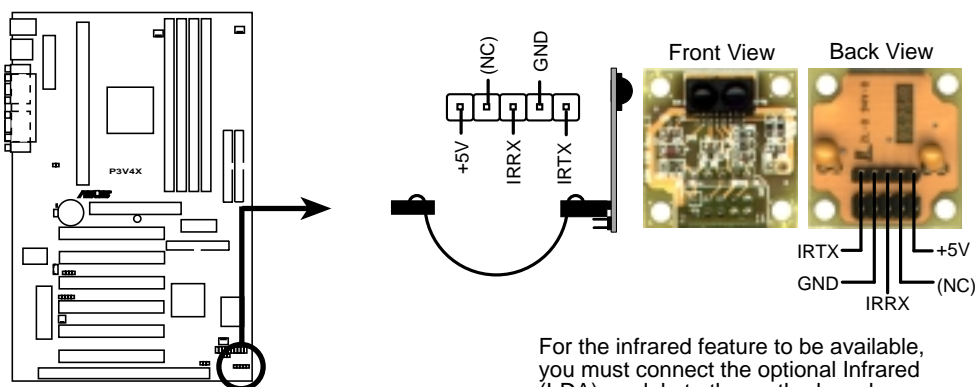 Front View
Back View
(NC)
GND
+5V
IRRX
IRTX
P3V4X
IRTX
+5V
GND
(NC)
IRRX
For the infrared feature to be available,
you must connect the optional Infrared